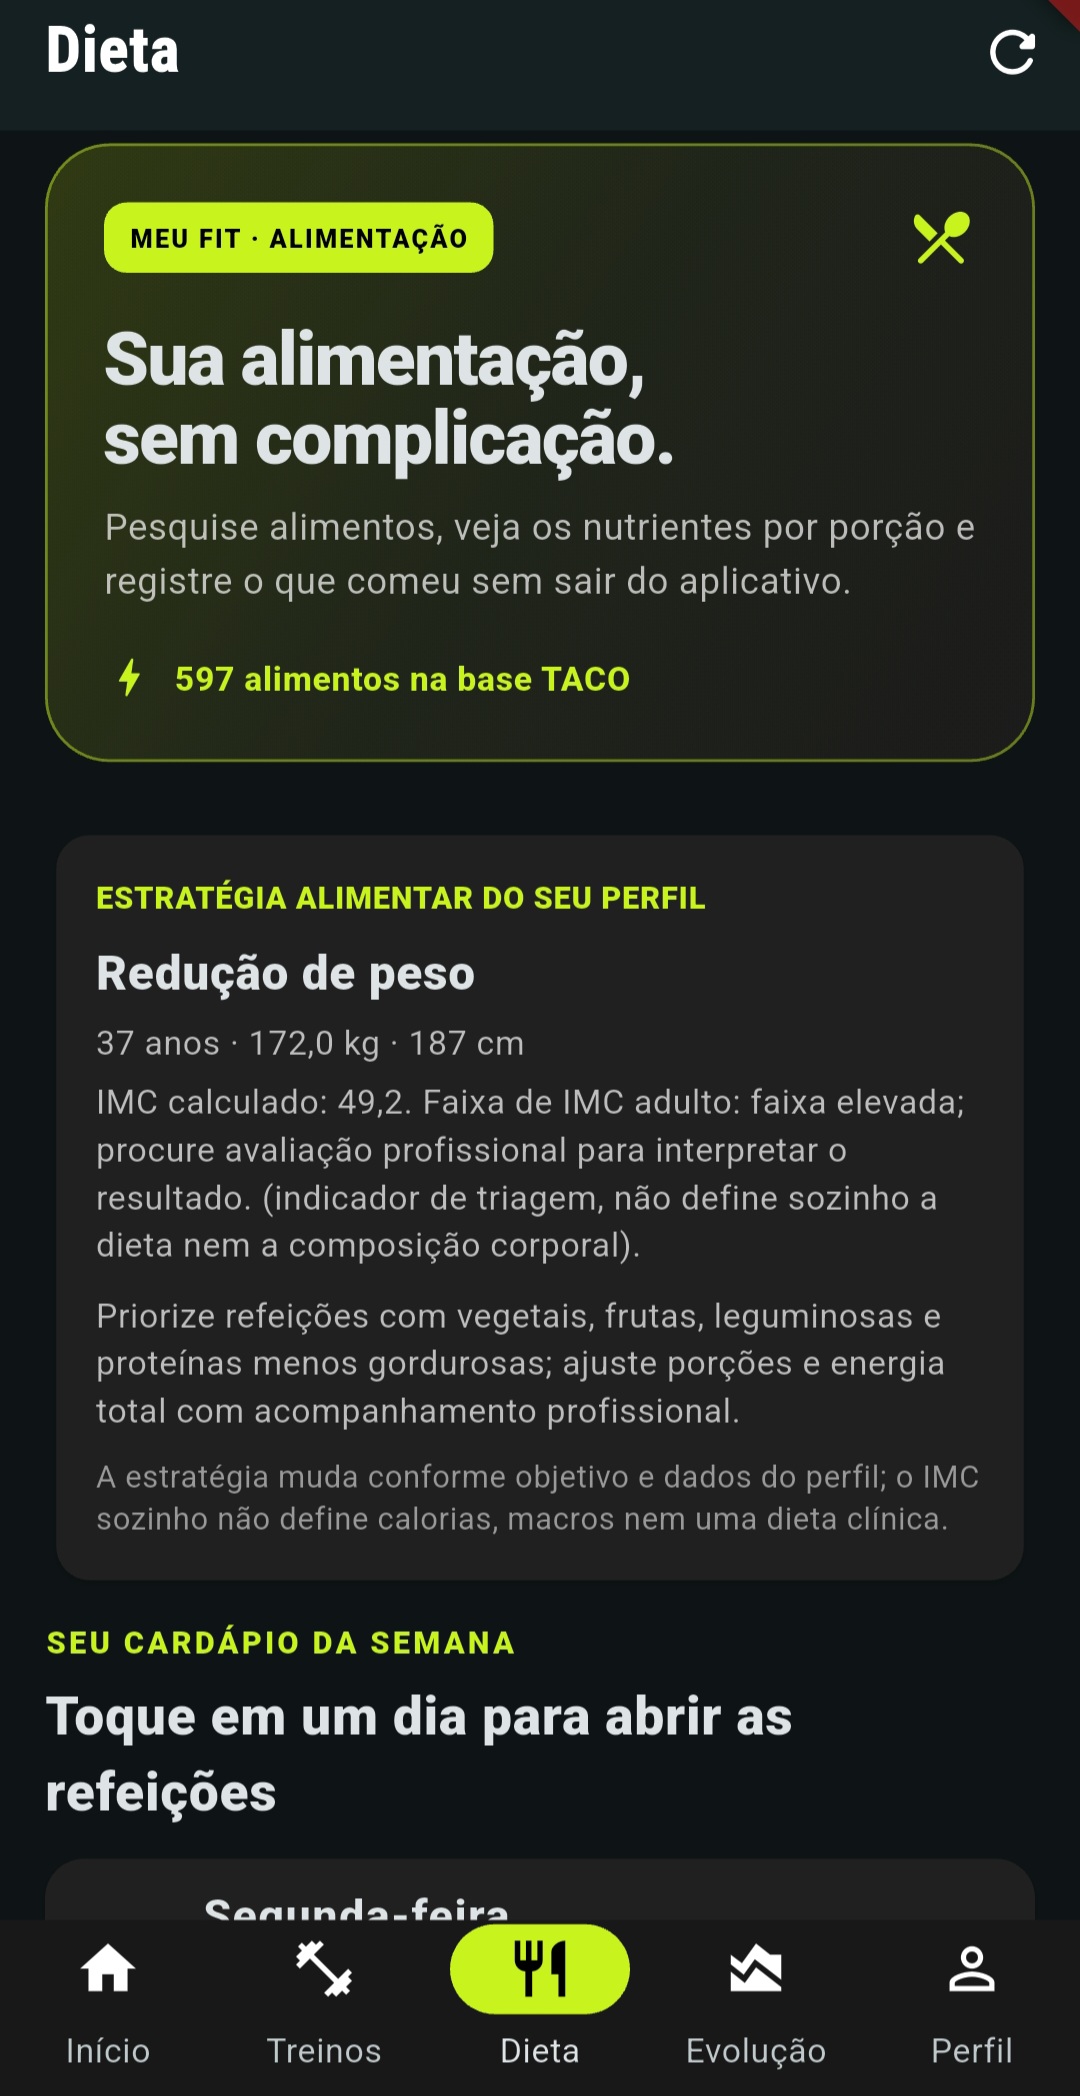 Dieta
MEU FIT · ALIMENTAÇÃO
Sua alimentação,
sem complicação.
Pesquise alimentos, veja os nutrientes por porção e
registre o que comeu sem sair do aplicativo.
597 alimentos na base TACO
ESTRATÉGIA ALIMENTAR DO SEU PERFIL
Redução de peso
37 anos · 172,0 kg · 187 cm
IMC calculado: 49,2. Faixa de IMC adulto: faixa elevada;
procure avaliação profissional para interpretar o
resultado. (indicador de triagem, não define sozinho a
dieta nem a composição corporal).
Priorize refeições com vegetais, frutas, leguminosas e
proteínas menos gordurosas; ajuste porções e energia
total com acompanhamento profissional.
A estratégia muda conforme objetivo e dados do perfil; o IMC
sozinho não define calorias, macros nem uma dieta clínica.
SEU CARDÁPIO DA SEMANA
Toque em um dia para abrir as
refeições
Segunda-feira
Início
Treinos
Dieta
Evolução
Perfil